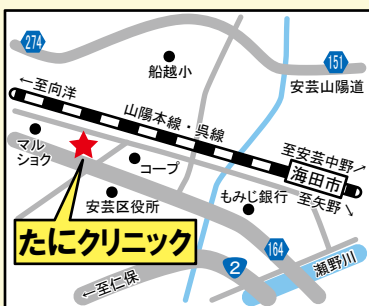 274
船越小
151
安芸山陽道
←至向洋
山陽本線・呉線
至安芸中野↗
海田市
至矢野↘
マル
ショク
コープ
安芸区役所
もみじ銀行
たにクリニック
164
2
瀬野川
←至仁保